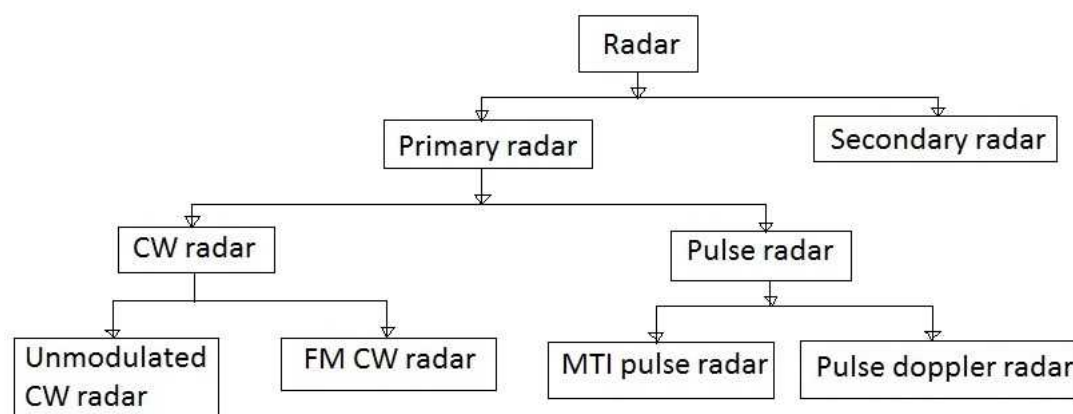 Radar
Primary radar
Secondary radar
CW radar
Pulse radar
Unmodulated
CW radar
FM CW radar
MTI pulse radar
Pulse doppler radar